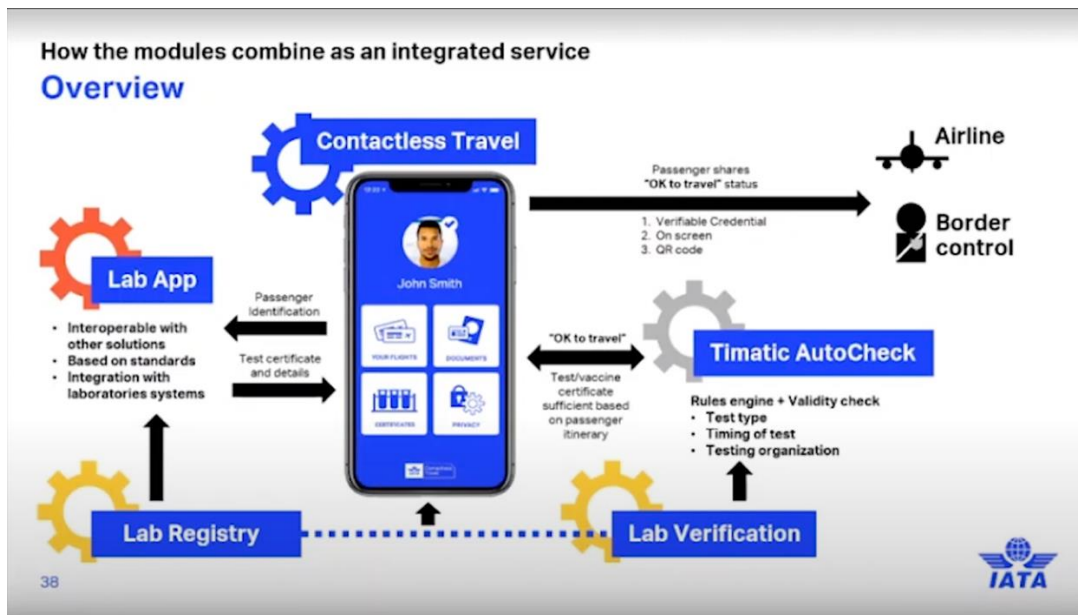 How the modules combine as an integrated service
Overview
Contactless Travel
Airline
Passenger shares
"OK to travel" status
1. Verifiable Credential
2. On screen
3. QR code
Border
control
John Smith
Lab App
• Interoperable with
other solutions
• Based on standards
• Integration with
laboratories systems
Passenger
Identification
Test certificate
and details
YOUR FLIGHTS
DOCUMENTS
CERTIFICATES
PRIVACY
Contactless
Travel
"OK to travel"
Test/vaccine
certificate
sufficient based
on passenger
itinerary
Timatic AutoCheck
Rules engine + Validity check
• Test type
• Timing of test
• Testing organization
Lab Registry
Lab Verification
38
IATA